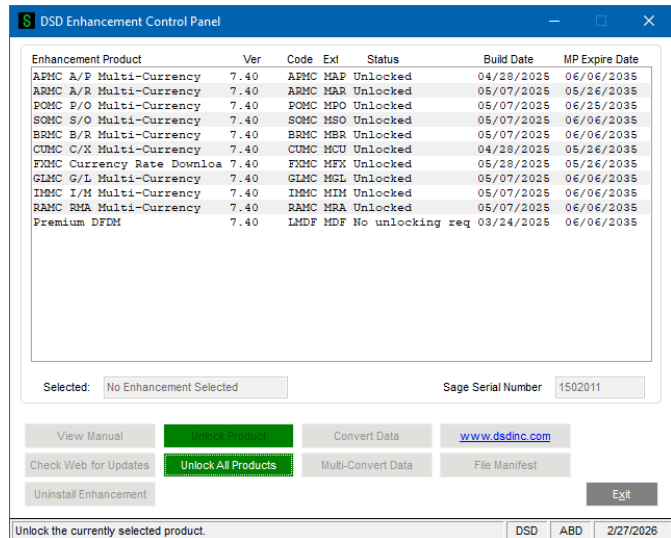 DSD Enhancement Control Panel
Enhancement Product Ver Code Ext Status Build Date MP Expire Date
APMC A/P Multi-Currency 7.40 APMC MAP Unlocked 04/28/2025 06/06/2035
ARMC A/R Multi-Currency 7.40 ARMC MAR Unlocked 05/07/2025 05/26/2035
POMC P/O Multi-Currency 7.40 POMC MPO Unlocked 05/07/2025 06/25/2035
SOMC S/O Multi-Currency 7.40 SOMC MSO Unlocked 05/07/2025 06/06/2035
BRMC B/R Multi-Currency 7.40 BRMC MBR Unlocked 05/07/2025 06/06/2035
CUMC C/X Multi-Currency 7.40 CUMC MCU Unlocked 04/28/2025 05/26/2035
FXMC Currency Rate Downloa 7.40 FXMC MFX Unlocked 05/28/2025 05/26/2035
GLMC G/L Multi-Currency 7.40 GLMC MGL Unlocked 05/07/2025 06/06/2035
IMMC I/M Multi-Currency 7.40 IMMC MIM Unlocked 05/07/2025 06/06/2035
RAMC RMA Multi-Currency 7.40 RAMC MRA Unlocked 05/07/2025 06/06/2035
Premium DFDM 7.40 LMDF MDF No unlocking req 03/24/2025 06/06/2035
Selected: No Enhancement Selected Sage Serial Number 1502011
View Manual Unlock Product Convert Data www.dsdinc.com
Check Web for Updates Unlock All Products Multi-Convert Data File Manifest
Uninstall Enhancement Exit
Unlock the currently selected product. DSD ABD 2/27/2026